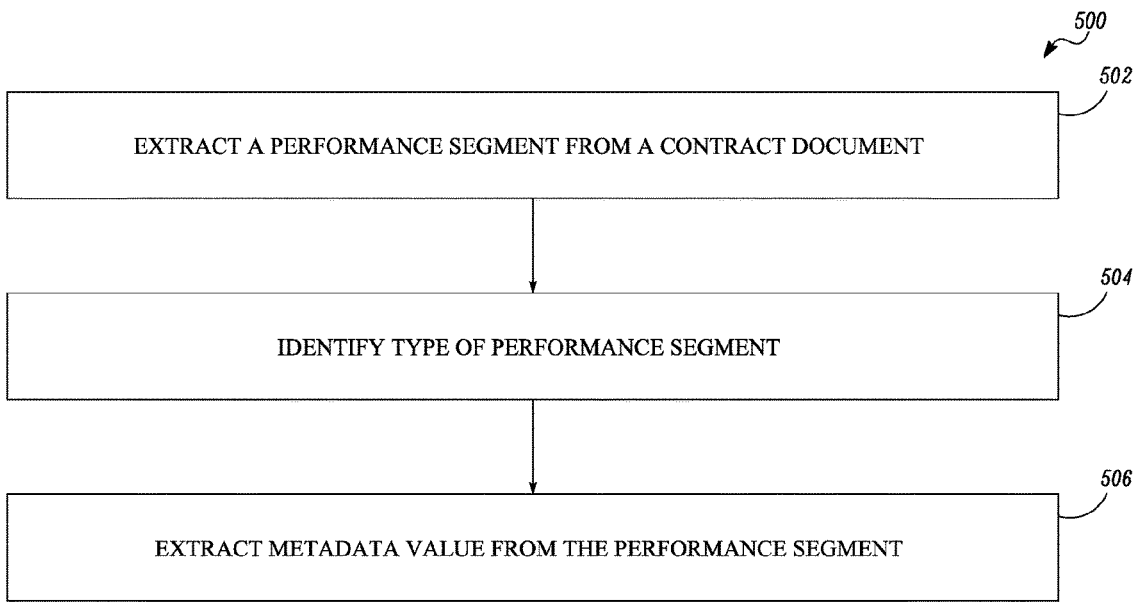 500
502
EXTRACT A PERFORMANCE SEGMENT FROM A CONTRACT DOCUMENT
504
IDENTIFY TYPE OF PERFORMANCE SEGMENT
506
EXTRACT METADATA VALUE FROM THE PERFORMANCE SEGMENT